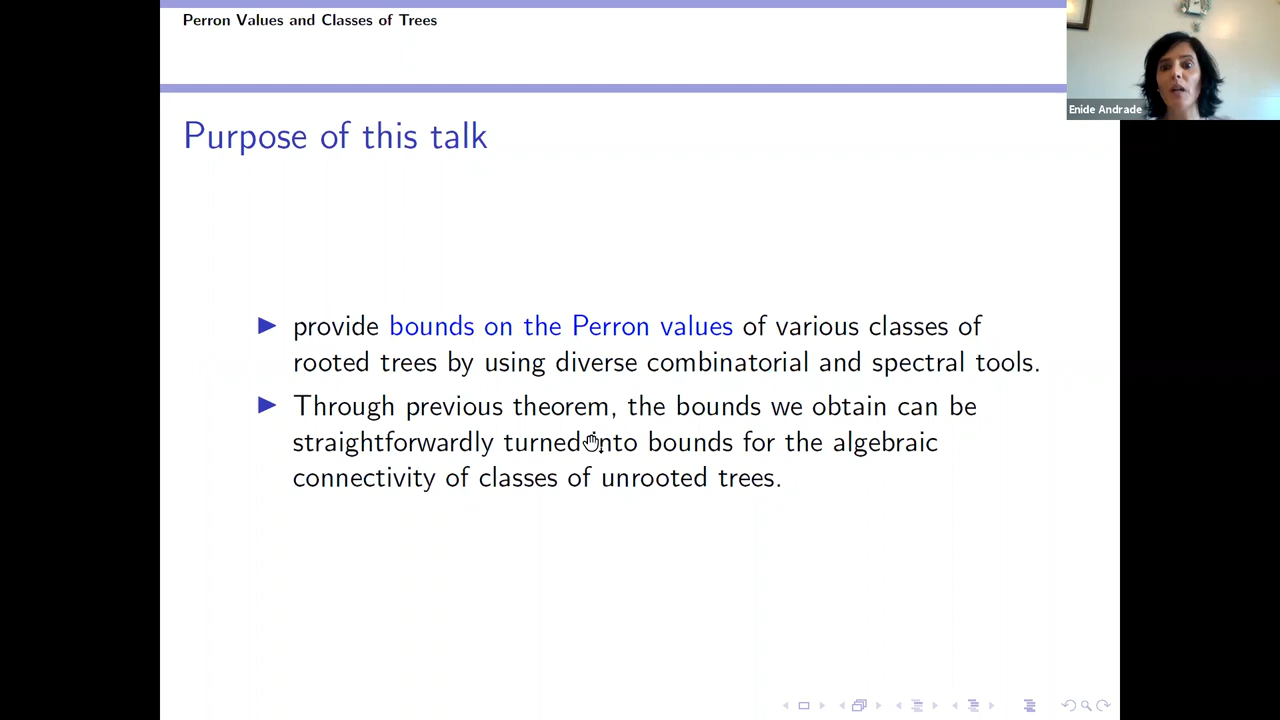 Perron Values and Classes of Trees
Enide Andrade
Purpose of this talk
provide bounds on the Perron values of various classes of
rooted trees by using diverse combinatorial and spectral tools.
Through previous theorem, the bounds we obtain can be
straightforwardly turned into bounds for the algebraic
connectivity of classes of unrooted trees.